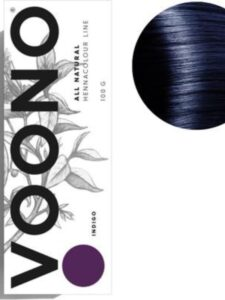 VOONO®
ALL NATURAL
HENNACOLOUR LINE
100 G
INDIGO